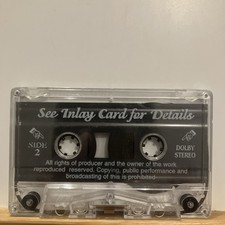 See Inlay Card for Details
SIDE
2
DOLBY
STEREO
All rights of producer and the owner of the work
reproduced reserved. Copying, public performance and
broadcasting of this is prohibited